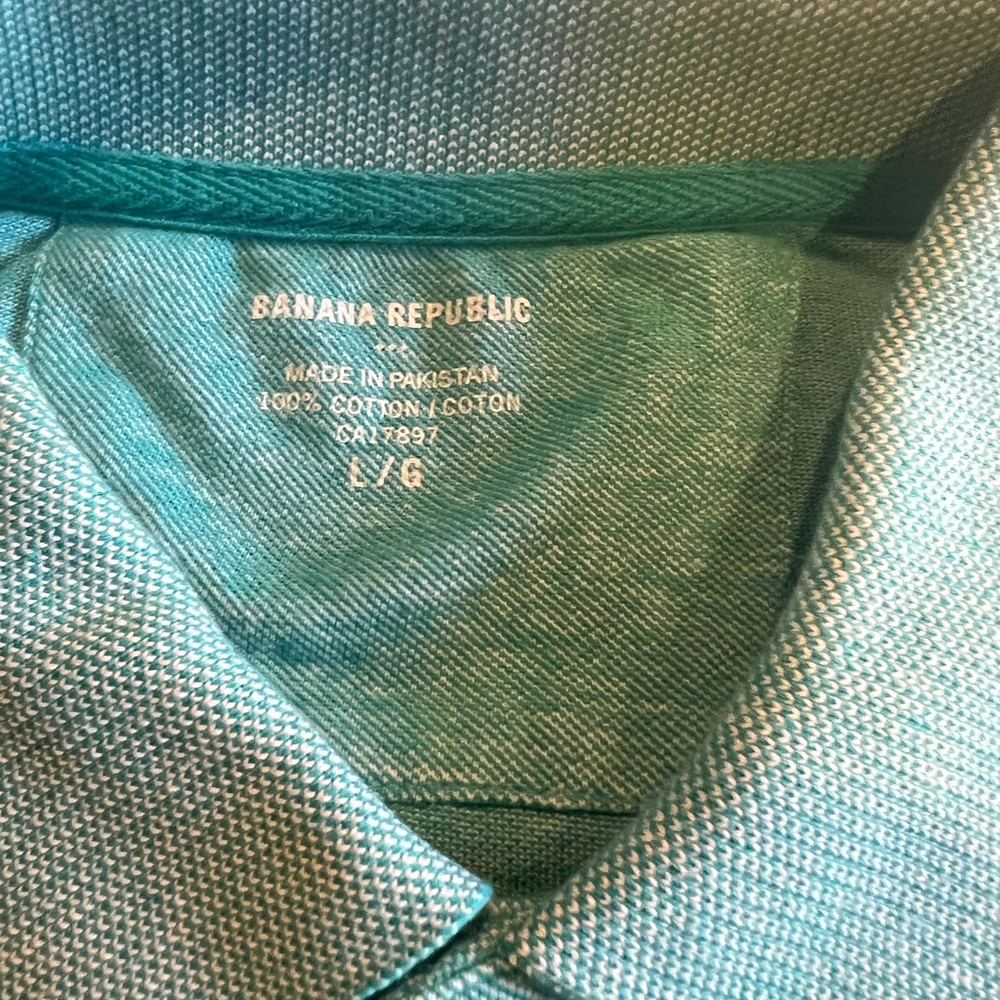 BANANA REPUBLIC
MADE IN PAKISTAN
100% COTTON / COTON
CA17897
L/G